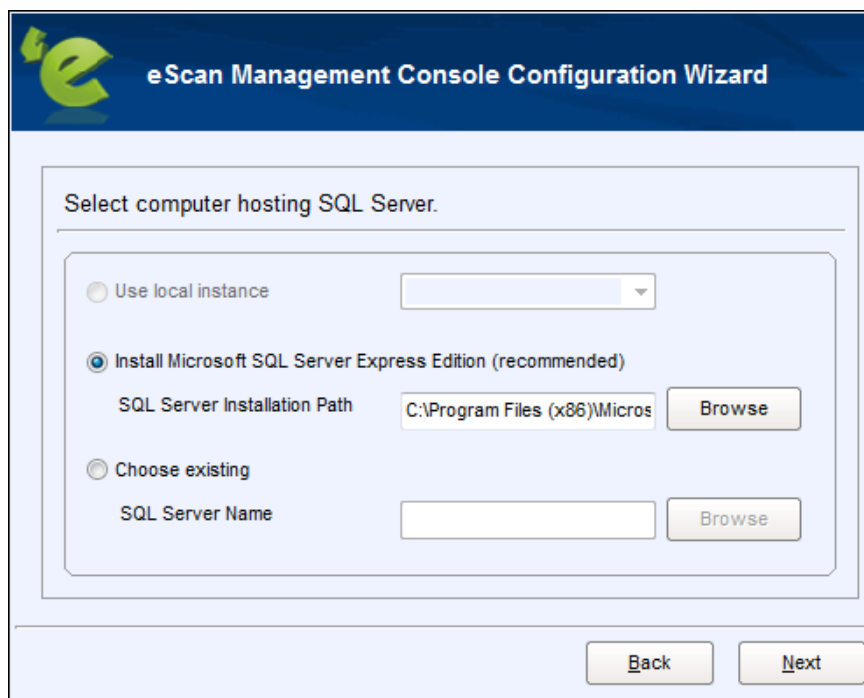 eScan Management Console Configuration Wizard
Select computer hosting SQL Server.
Use local instance
Install Microsoft SQL Server Express Edition (recommended)
SQL Server Installation Path C:\Program Files (x86)\Micros Browse
Choose existing
SQL Server Name Browse
Back Next